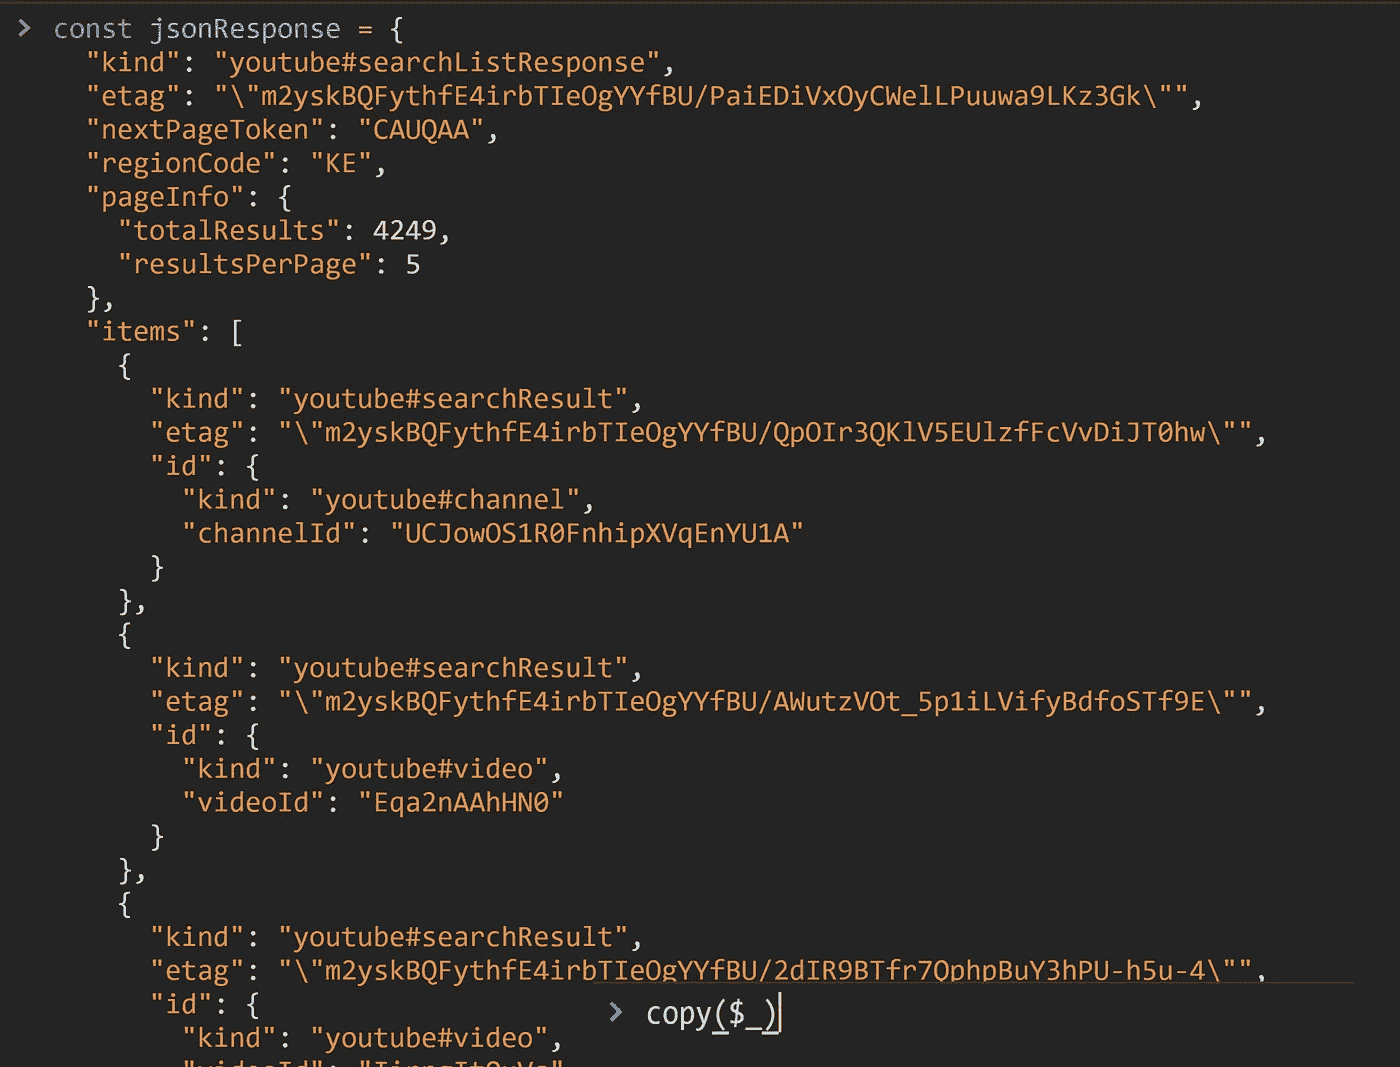 > const jsonResponse = {
"kind": "youtube#searchListResponse",
"etag": "\"m2yskBQFythfE4irbTIeOgYYfBU/PaiEDiVxOyCWelLPuuwa9LKz3Gk\"",
"nextPageToken": "CAUQAA",
"regionCode": "KE",
"pageInfo": {
"totalResults": 4249,
"resultsPerPage": 5
},
"items": [
{
"kind": "youtube#searchResult",
"etag": "\"m2yskBQFythfE4irbTIeOgYYfBU/QpOIr3QKlV5EUlzfFcVvDiJT0hw\"",
"id": {
"kind": "youtube#channel",
"channelId": "UCJowOS1R0FnhipXVqEnYU1A"
}
},
{
"kind": "youtube#searchResult",
"etag": "\"m2yskBQFythfE4irbTIeOgYYfBU/AWutzVOt_5p1iLVifyBdfoSTf9E\"",
"id": {
"kind": "youtube#video",
"videoId": "Eqa2nAAhHN0"
}
},
{
"kind": "youtube#searchResult",
"etag": "\"m2yskBQFythfE4irbTIeOgYYfBU/2dIR9BTfr7QphpBuY3hPU-h5u-4\"",
"id": {
> copy($_)
"kind": "youtube#video",